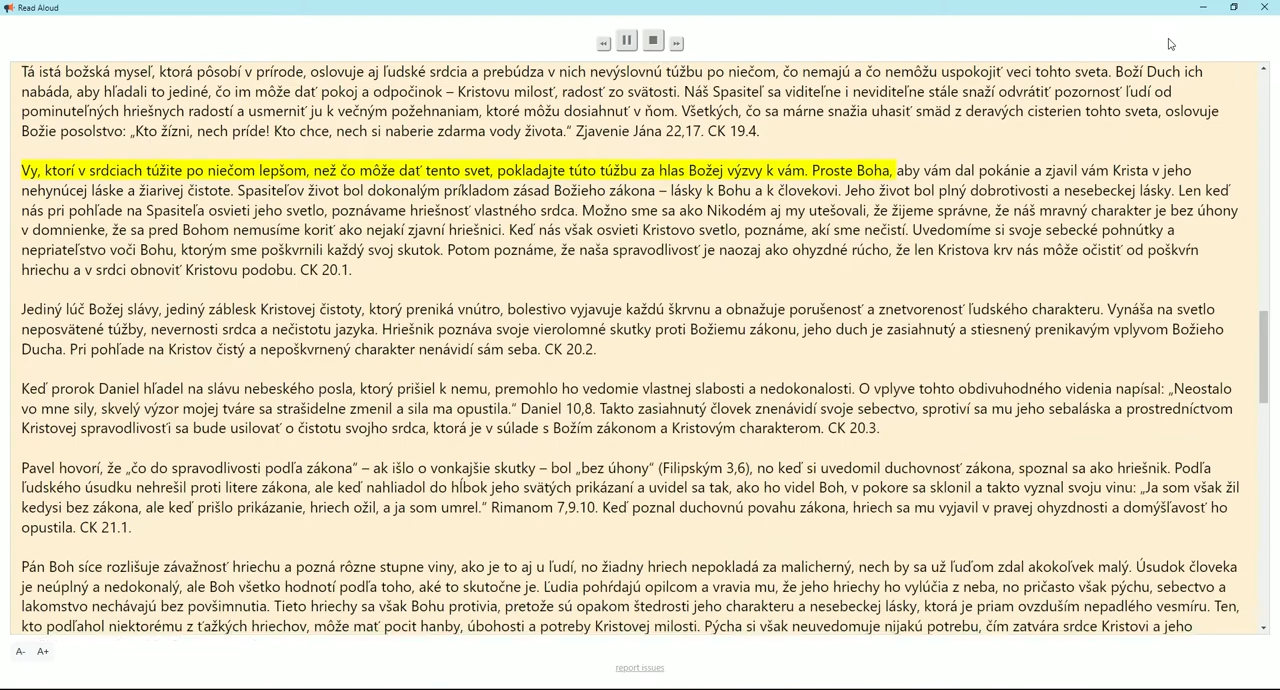 Read Aloud
Tá istá božská myseľ, ktorá pôsobí v prírode, oslovuje aj ľudské srdcia a prebúdza v nich nevýslovnú túžbu po niečom, čo nemajú a čo nemôžu uspokojiť veci tohto sveta. Boží Duch ich
nabáda, aby hľadali to jediné, čo im môže dať pokoj a odpočinok – Kristovu milosť, radosť zo svätosti. Náš Spasiteľ sa viditeľne i neviditeľne stále snaží odvrátiť pozornosť ľudí od
pominuteľných hriešnych radostí a usmerniť ju k večným požehnaniam, ktoré môžu dosiahnuť v ňom. Všetkých, čo sa márne snažia uhasiť smäd z deravých cisterien tohto sveta, oslovuje
Božie posolstvo: „Kto žízni, nech príde! Kto chce, nech si naberie zdarma vody života.“ Zjavenie Jána 22,17. CK 19.4.
Vy, ktorí v srdciach túžite po niečom lepšom, než čo môže dať tento svet, pokladajte túto túžbu za hlas Božej výzvy k vám. Proste Boha, aby vám dal pokánie a zjavil vám Krista v jeho
nehynúcej láske a žiarivej čistote. Spasiteľov život bol dokonalým príkladom zásad Božieho zákona – lásky k Bohu a k človekovi. Jeho život bol plný dobrotivosti a nesebeckej lásky. Len keď
nás pri pohľade na Spasiteľa osvieti jeho svetlo, poznávame hriešnosť vlastného srdca. Možno sme sa ako Nikodém aj my utešovali, že žijeme správne, že náš mravný charakter je bez úhony
v domnienke, že sa pred Bohom nemusíme koriť ako nejakí zjavní hriešnici. Keď nás však osvieti Kristovo svetlo, poznáme, akí sme nečistí. Uvedomíme si svoje sebecké pohnútky a
nepriateľstvo voči Bohu, ktorým sme poškvrnili každý svoj skutok. Potom poznáme, že naša spravodlivosť je naozaj ako ohyzdné rúcho, že len Kristova krv nás môže očistiť od poškvŕn
hriechu a v srdci obnoviť Kristovu podobu. CK 20.1.
Jediný lúč Božej slávy, jediný záblesk Kristovej čistoty, ktorý preniká vnútro, bolestivo vyjavuje každú škrvnu a obnažuje porušenosť a znetvorenosť ľudského charakteru. Vynáša na svetlo
neposvätené túžby, nevernosti srdca a nečistotu jazyka. Hriešnik poznáva svoje vierolomné skutky proti Božiemu zákonu, jeho duch je zasiahnutý a stiesnený prenikavým vplyvom Božieho
Ducha. Pri pohľade na Kristov čistý a nepoškvrnený charakter nenávidí sám seba. CK 20.2.
Keď prorok Daniel hľadel na slávu nebeského posla, ktorý prišiel k nemu, premohlo ho vedomie vlastnej slabosti a nedokonalosti. O vplyve tohto obdivuhodného videnia napísal: „Neostalo
vo mne sily, skvelý výzor mojej tváre sa strašidelne zmenil a sila ma opustila.“ Daniel 10,8. Takto zasiahnutý človek znenávidí svoje sebectvo, sprotiví sa mu jeho sebaláska a prostredníctvom
Kristovej spravodlivosťi sa bude usilovať o čistotu svojho srdca, ktorá je v súlade s Božím zákonom a Kristovým charakterom. CK 20.3.
Pavel hovorí, že „čo do spravodlivosti podľa zákona“ – ak išlo o vonkajšie skutky – bol „bez úhony“ (Filipským 3,6), no keď si uvedomil duchovnosť zákona, spoznal sa ako hriešnik. Podľa
ľudského úsudku nehrešil proti litere zákona, ale keď nahliadol do hĺbok jeho svätých prikázaní a uvidel sa tak, ako ho videl Boh, v pokore sa sklonil a takto vyznal svoju vinu: „Ja som však žil
kedysi bez zákona, ale keď prišlo prikázanie, hriech ožil, a ja som umrel.“ Rimanom 7,9.10. Keď poznal duchovnú povahu zákona, hriech sa mu vyjavil v pravej ohyzdnosti a domýšľavosť ho
opustila. CK 21.1.
Pán Boh síce rozlišuje závažnosť hriechu a pozná rôzne stupne viny, ako je to aj u ľudí, no žiadny hriech nepokladá za malicherný, nech by sa už ľuďom zdal akokoľvek malý. Úsudok človeka
je neúplný a nedokonalý, ale Boh všetko hodnotí podľa toho, aké to skutočne je. Ľudia pohŕdajú opilcom a vravia mu, že jeho hriechy ho vylúčia z neba, no pričasto však pýchu, sebectvo a
lakomstvo nechávajú bez povšimnutia. Tieto hriechy sa však Bohu protivia, pretože sú opakom štedrosti jeho charakteru a nesebeckej lásky, ktorá je priam ovzduším nepadlého vesmíru. Ten,
kto podľahol niektorému z ťažkých hriechov, môže mať pocit hanby, úbohosti a potreby Kristovej milosti. Pýcha si však neuvedomuje nijakú potrebu, čím zatvára srdce Kristovi a jeho
A- A+
report issues